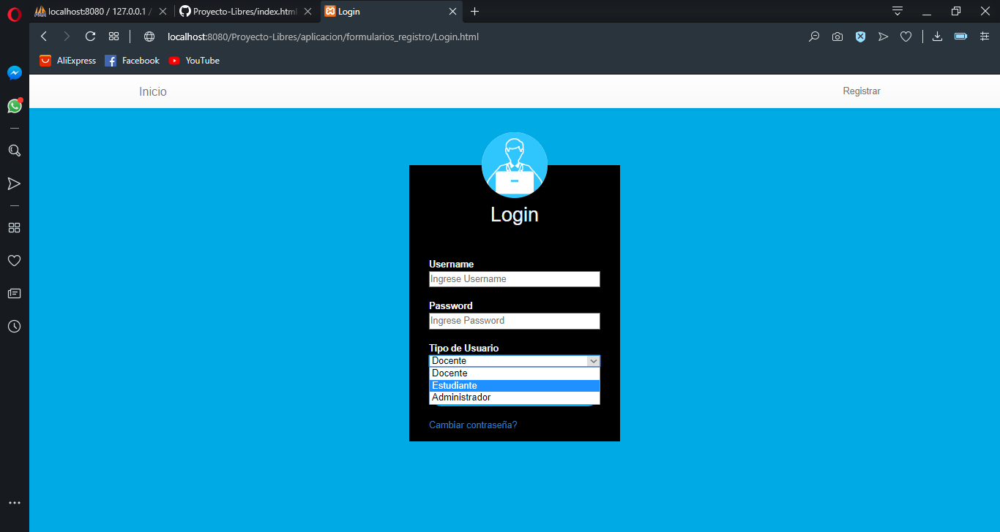 localhost:8080 / 127.0.0.1 /
Proyecto-Libres/index.html
Login
localhost:8080/Proyecto-Libres/aplicacion/formularios_registro/Login.html
AliExpress
Facebook
YouTube
Inicio
Registrar
Login
Username
Ingrese Username
Password
Ingrese Password
Tipo de Usuario
Docente
Docente
Estudiante
Administrador
Cambiar contraseña?